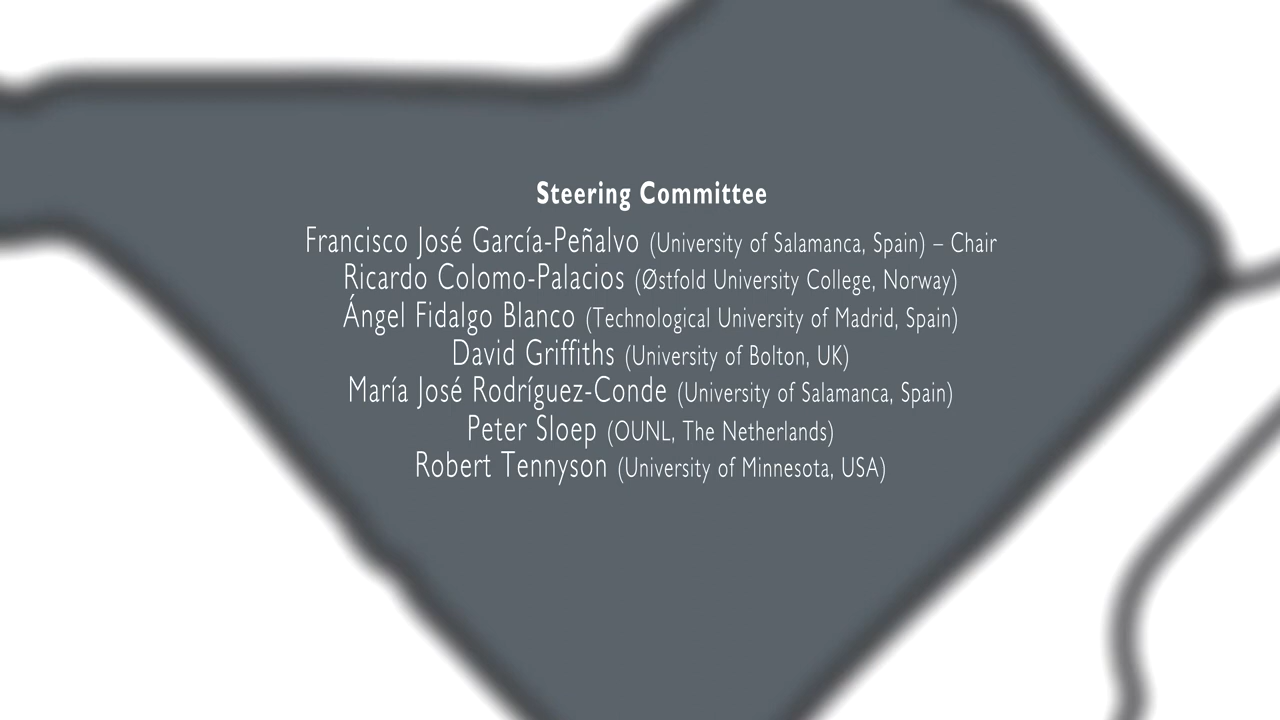 Steering Committee
Francisco José García-Peñalvo (University of Salamanca, Spain) – Chair
Ricardo Colomo-Palacios (Østfold University College, Norway)
Ángel Fidalgo Blanco (Technological University of Madrid, Spain)
David Griffiths (University of Bolton, UK)
María José Rodríguez-Conde (University of Salamanca, Spain)
Peter Sloep (OUNL, The Netherlands)
Robert Tennyson (University of Minnesota, USA)